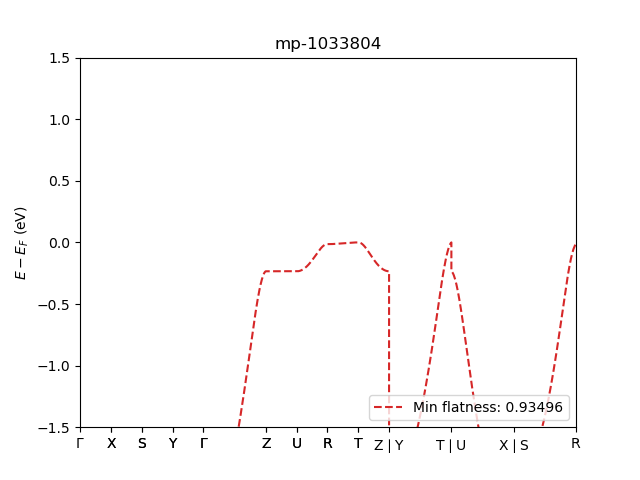 mp-1033804
E − E_F (eV)
1.5
1.0
0.5
0.0
−0.5
−1.0
−1.5
Min flatness: 0.93496
Γ X S Y Γ Z U R T Z | Y T | U X | S R